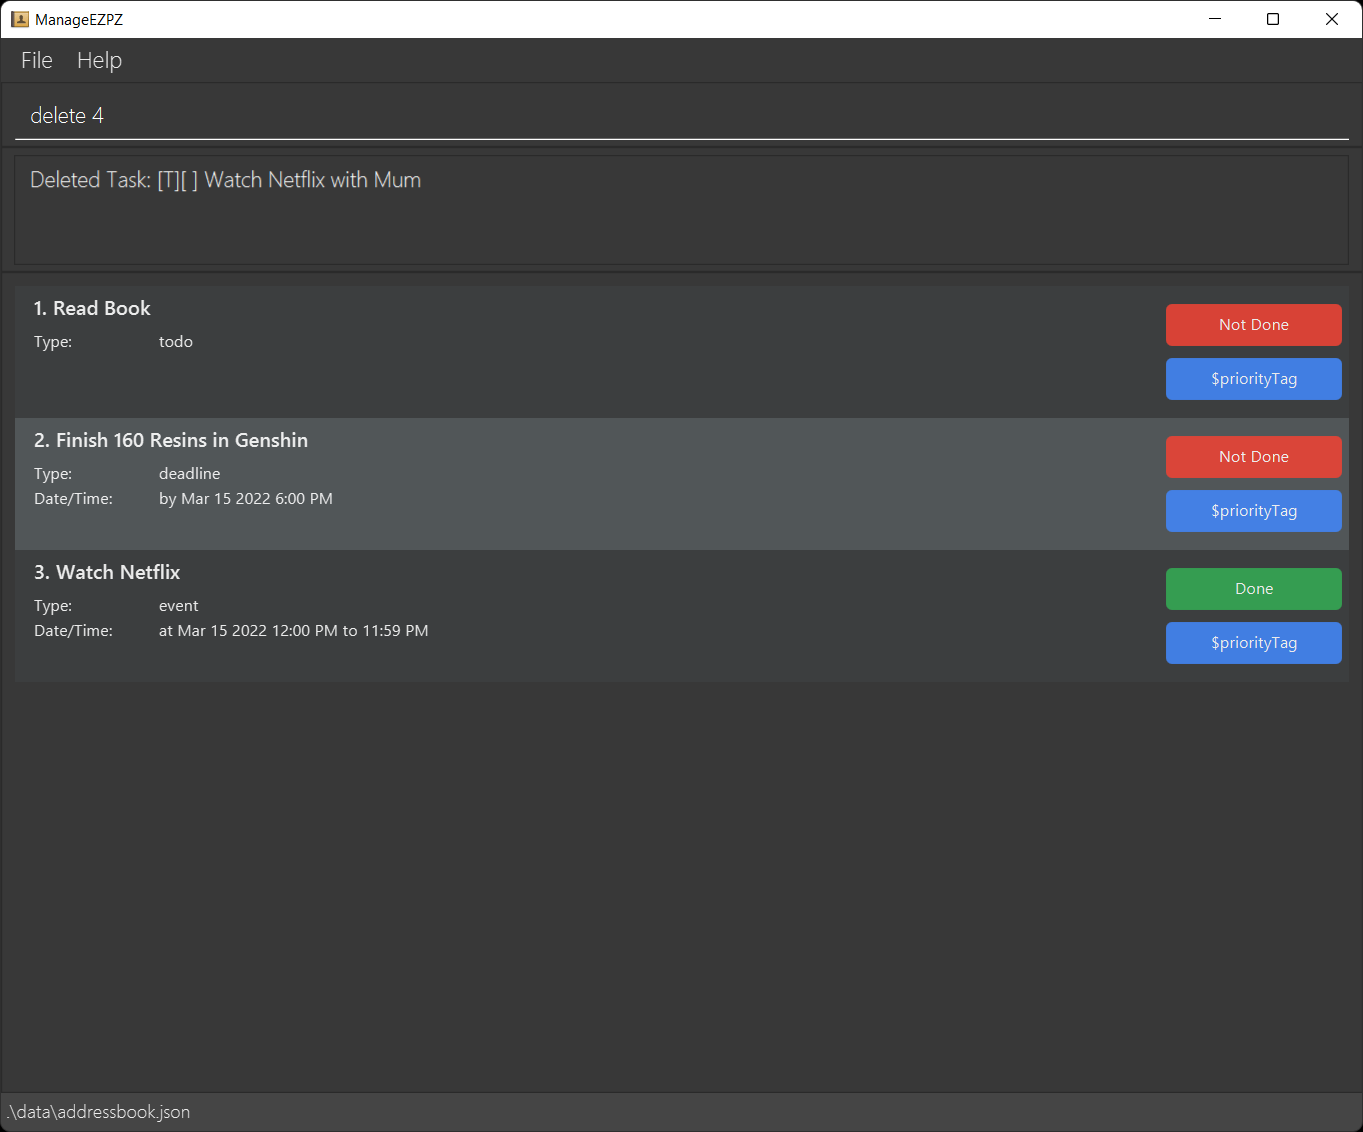 ManageEZPZ
File Help
delete 4
Deleted Task: [T][ ] Watch Netflix with Mum
1. Read Book
Type: todo
Not Done
$priorityTag
2. Finish 160 Resins in Genshin
Type: deadline
Date/Time: by Mar 15 2022 6:00 PM
Not Done
$priorityTag
3. Watch Netflix
Type: event
Date/Time: at Mar 15 2022 12:00 PM to 11:59 PM
Done
$priorityTag
.\data\addressbook.json